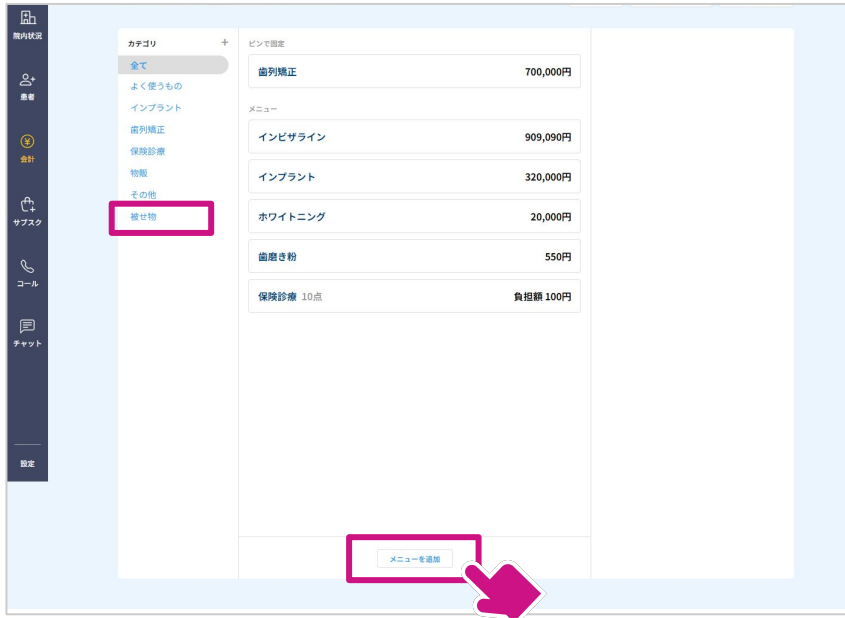 院内状況
患者
会計
サブスク
コール
チャット
設定
カテゴリ +
全て
よく使うもの
インプラント
歯列矯正
保険診療
物販
その他
被せ物
ピンで固定
歯列矯正 700,000円
メニュー
インビザライン 909,090円
インプラント 320,000円
ホワイトニング 20,000円
歯磨き粉 550円
保険診療 10点 負担額 100円
メニューを追加